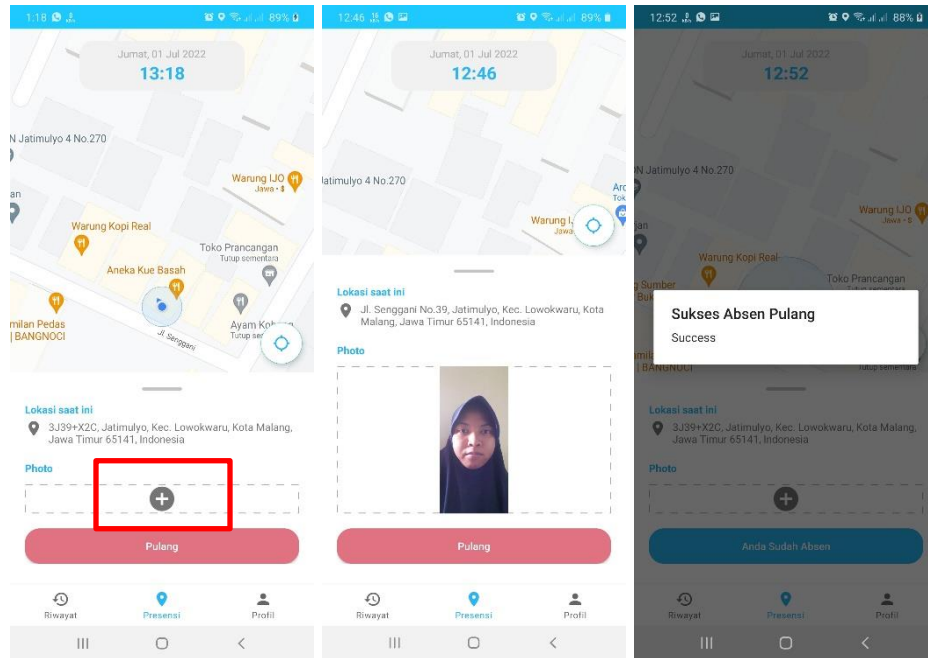 1:18
89%
Jumat, 01 Jul 2022
13:18
N Jatimulyo 4 No.270
an
Warung IJO
Jawa · $
Warung Kopi Real
Toko Prancangan
Tutup sementara
Aneka Kue Basah
milan Pedas
| BANGNOCI
Jl. Senggani
Ayam
Tutup
Lokasi saat ini
3J39+X2C, Jatimulyo, Kec. Lowokwaru, Kota Malang,
Jawa Timur 65141, Indonesia
Photo
Pulang
Riwayat
Presensi
Profil
12:46
89%
Jumat, 01 Jul 2022
12:46
Jatimulyo 4 No.270
Warung
Jawa
Lokasi saat ini
Jl. Senggani No.39, Jatimulyo, Kec. Lowokwaru, Kota
Malang, Jawa Timur 65141, Indonesia
Photo
Pulang
Riwayat
Presensi
Profil
12:52
88%
Jumat, 01 Jul 2022
12:52
N Jatimulyo 4 No.270
jan
Warung IJO
Jawa · $
Warung Kopi Real
Sumber
Toko Prancangan
Sukses Absen Pulang
Success
| BANGNOCI
Tutup sementara
Lokasi saat ini
3J39+X2C, Jatimulyo, Kec. Lowokwaru, Kota Malang,
Jawa Timur 65141, Indonesia
Photo
Anda Sudah Absen
Riwayat
Presensi
Profil